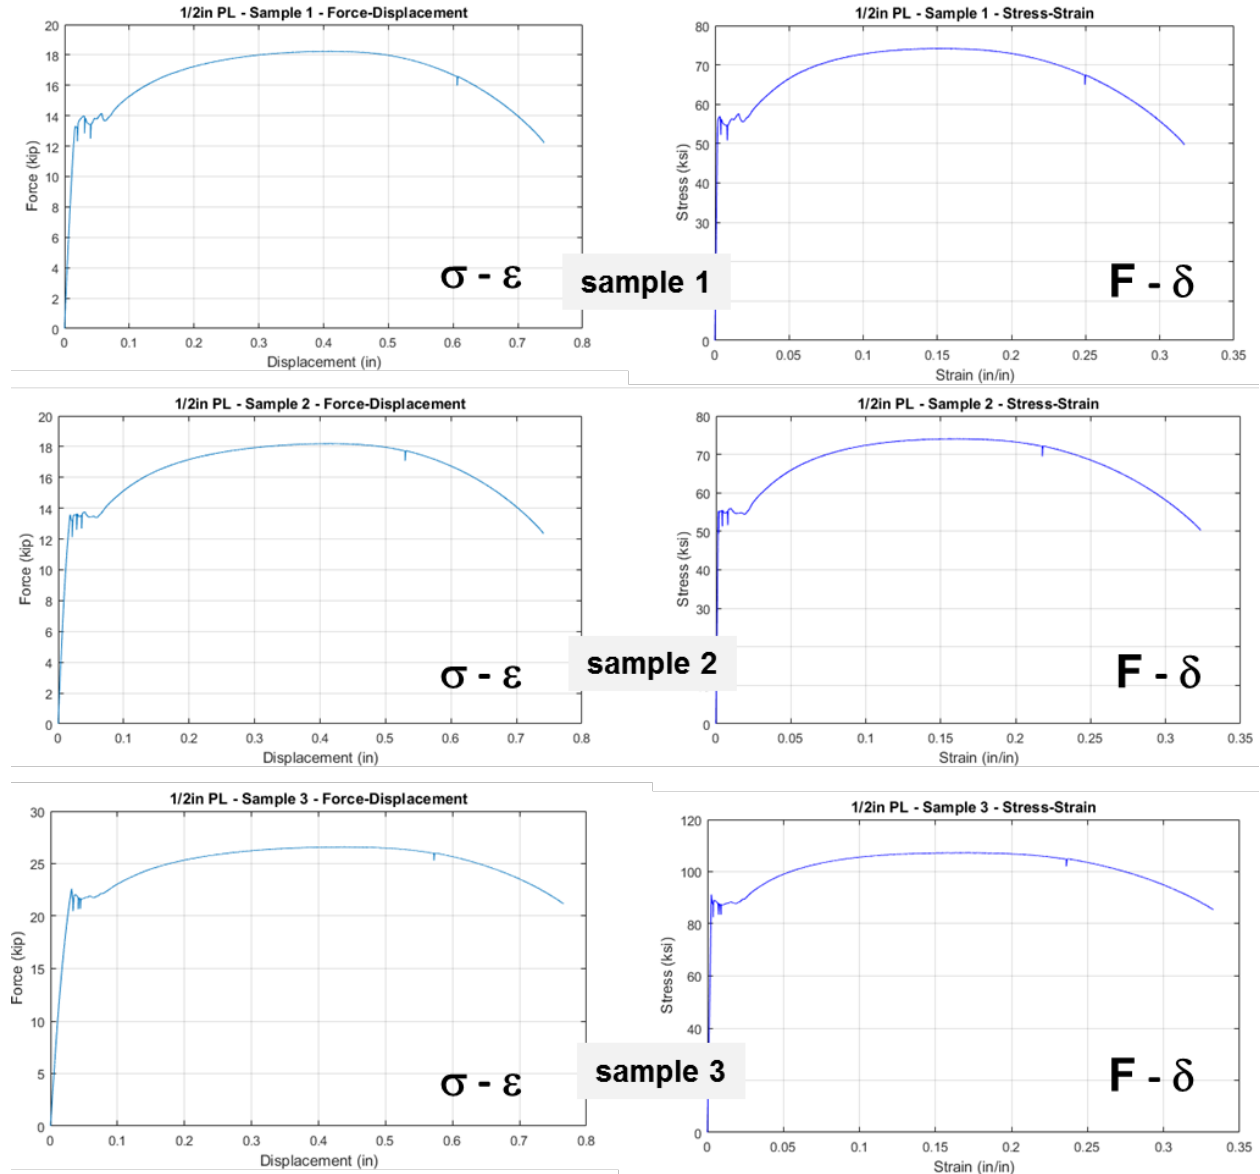 1/2in PL - Sample 1 - Force-Displacement
20
18
16
14
12
10
8
6
4
2
0
Force (kip)
0 0.1 0.2 0.3 0.4 0.5 0.6 0.7 0.8
Displacement (in)
σ - ε
sample 1
1/2in PL - Sample 1 - Stress-Strain
80
70
60
50
40
30
0
Stress (ksi)
0 0.05 0.1 0.15 0.2 0.25 0.3 0.35
Strain (in/in)
F - δ
1/2in PL - Sample 2 - Force-Displacement
20
18
16
14
12
10
8
6
4
2
0
Force (kip)
0 0.1 0.2 0.3 0.4 0.5 0.6 0.7 0.8
Displacement (in)
σ - ε
sample 2
1/2in PL - Sample 2 - Stress-Strain
80
70
60
50
40
30
0
Stress (ksi)
0 0.05 0.1 0.15 0.2 0.25 0.3 0.35
Strain (in/in)
F - δ
1/2in PL - Sample 3 - Force-Displacement
30
25
20
15
10
5
0
Force (kip)
0 0.1 0.2 0.3 0.4 0.5 0.6 0.7 0.8
Displacement (in)
σ - ε
sample 3
1/2in PL - Sample 3 - Stress-Strain
120
100
80
60
40
0
Stress (ksi)
0 0.05 0.1 0.15 0.2 0.25 0.3 0.35
Strain (in/in)
F - δ